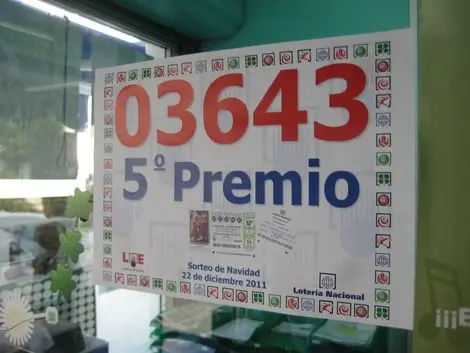 03643
5º Premio
LAE
Sorteo de Navidad
22 de diciembre 2011
Lotería Nacional
¡¡¡E